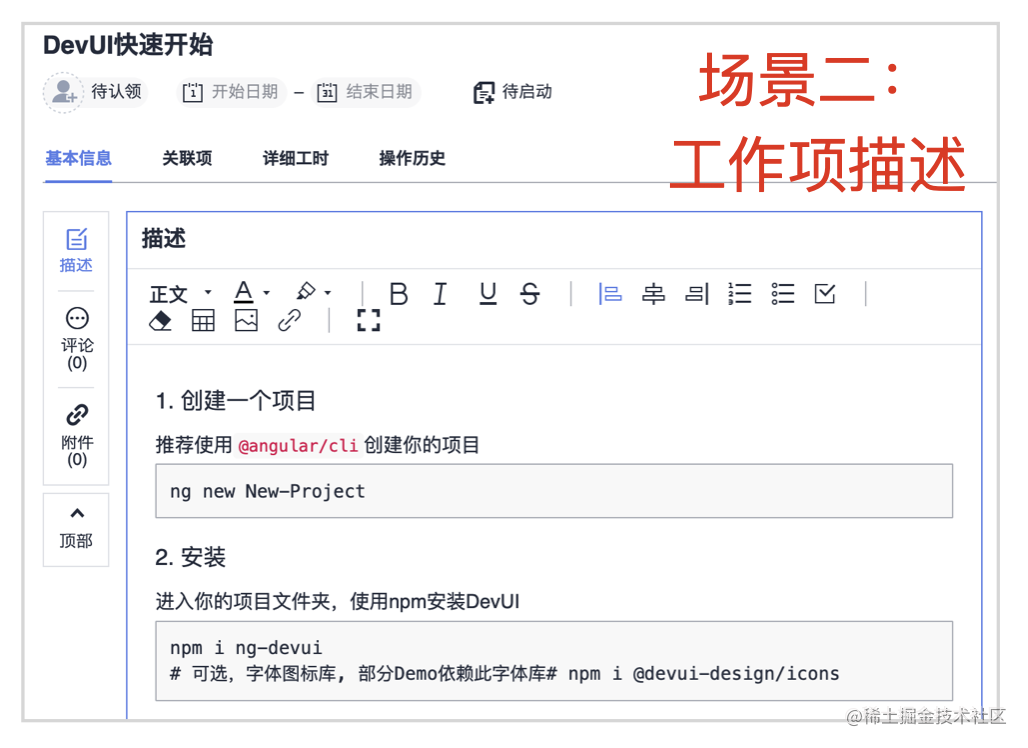 DevUI快速开始
场景二：
待认领 1 开始日期 – 31 结束日期 待启动
工作项描述
基本信息 关联项 详细工时 操作历史
描述
描述
正文 A B I U S
评论
(0)
附件
(0)
顶部
1. 创建一个项目
推荐使用 @angular/cli 创建你的项目
ng new New-Project
2. 安装
进入你的项目文件夹，使用npm安装DevUI
npm i ng-devui
# 可选，字体图标库, 部分Demo依赖此字体库# npm i @devui-design/icons
@稀土掘金技术社区